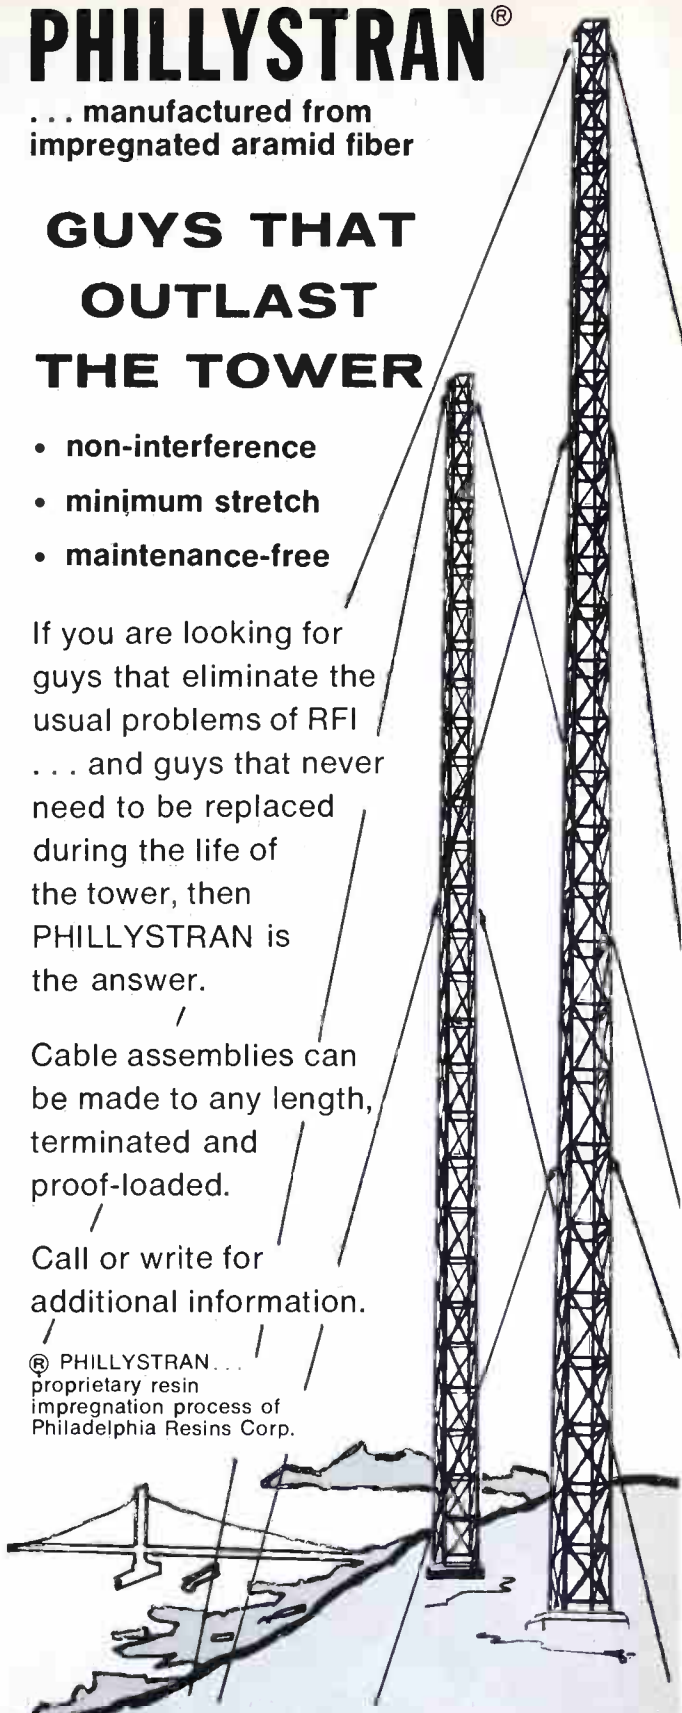 PHILLYSTRAN®
. . . manufactured from
impregnated aramid fiber
GUYS THAT
OUTLAST
THE TOWER
• non-interference
• minimum stretch
• maintenance-free
If you are looking for
guys that eliminate the
usual problems of RFI
. . . and guys that never
need to be replaced
during the life of
the tower, then
PHILLYSTRAN is
the answer.
Cable assemblies can
be made to any length,
terminated and
proof-loaded.
Call or write for
additional information.
® PHILLYSTRAN...
proprietary resin
impregnation process of
Philadelphia Resins Corp.